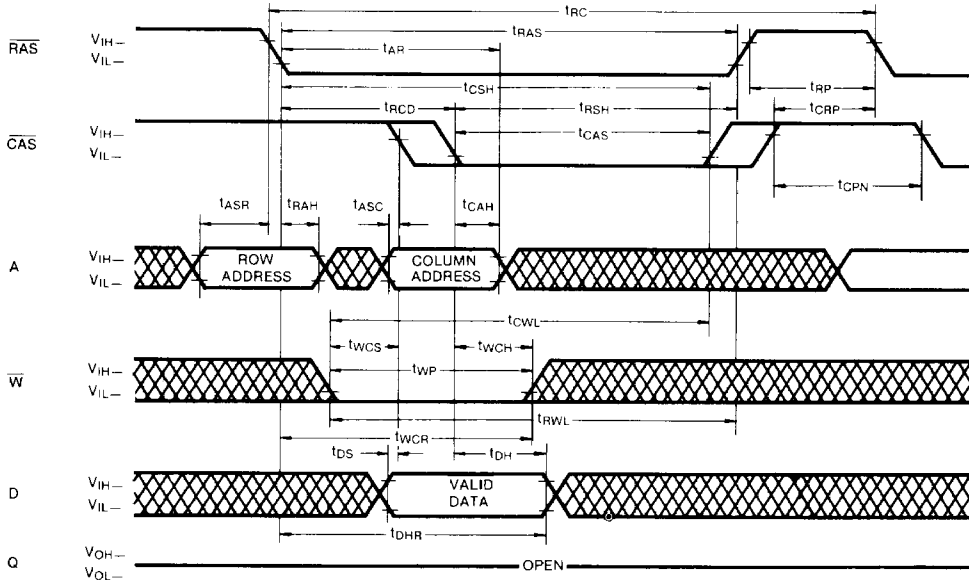 tRC
RAS
VIH
VIL
tRAS
tAR
tRP
tCSH
tRCD
tRSH
tCRP
CAS
VIH
VIL
tCAS
tCPN
tASR
tRAH
tASC
tCAH
A
VIH
VIL
ROW
ADDRESS
COLUMN
ADDRESS
tCWL
tWCS
tWCH
W
VIH
VIL
tWP
tRWL
tWCR
tDS
tDH
D
VIH
VIL
VALID
DATA
tDHR
Q
VOH
VOL
OPEN